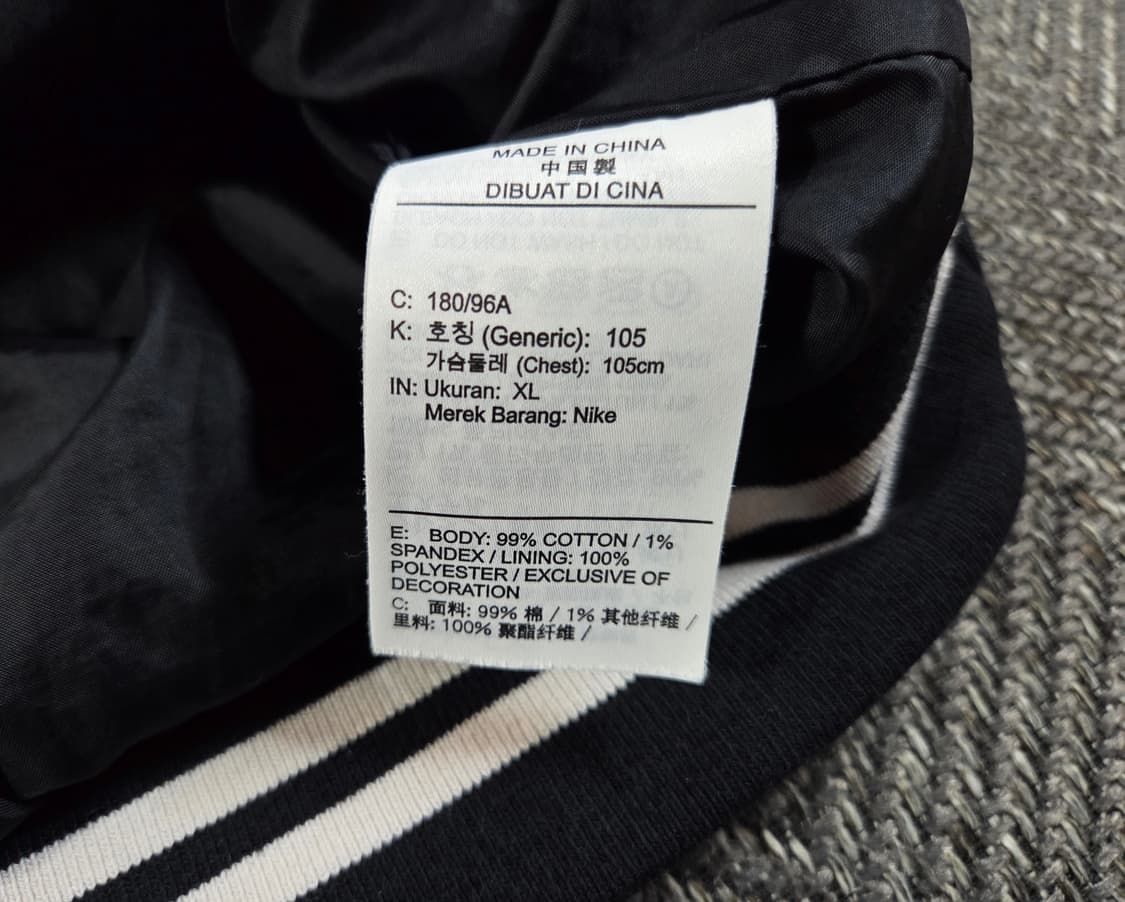 MADE IN CHINA
中国製
DIBUAT DI CINA
C: 180/96A
K: 호칭 (Generic): 105
가슴둘레 (Chest): 105cm
IN: Ukuran: XL
Merek Barang: Nike
E: BODY: 99% COTTON / 1%
SPANDEX / LINING: 100%
POLYESTER / EXCLUSIVE OF
DECORATION
C: 面料: 99% 棉 / 1% 其他纤维 /
里料: 100% 聚酯纤维 /